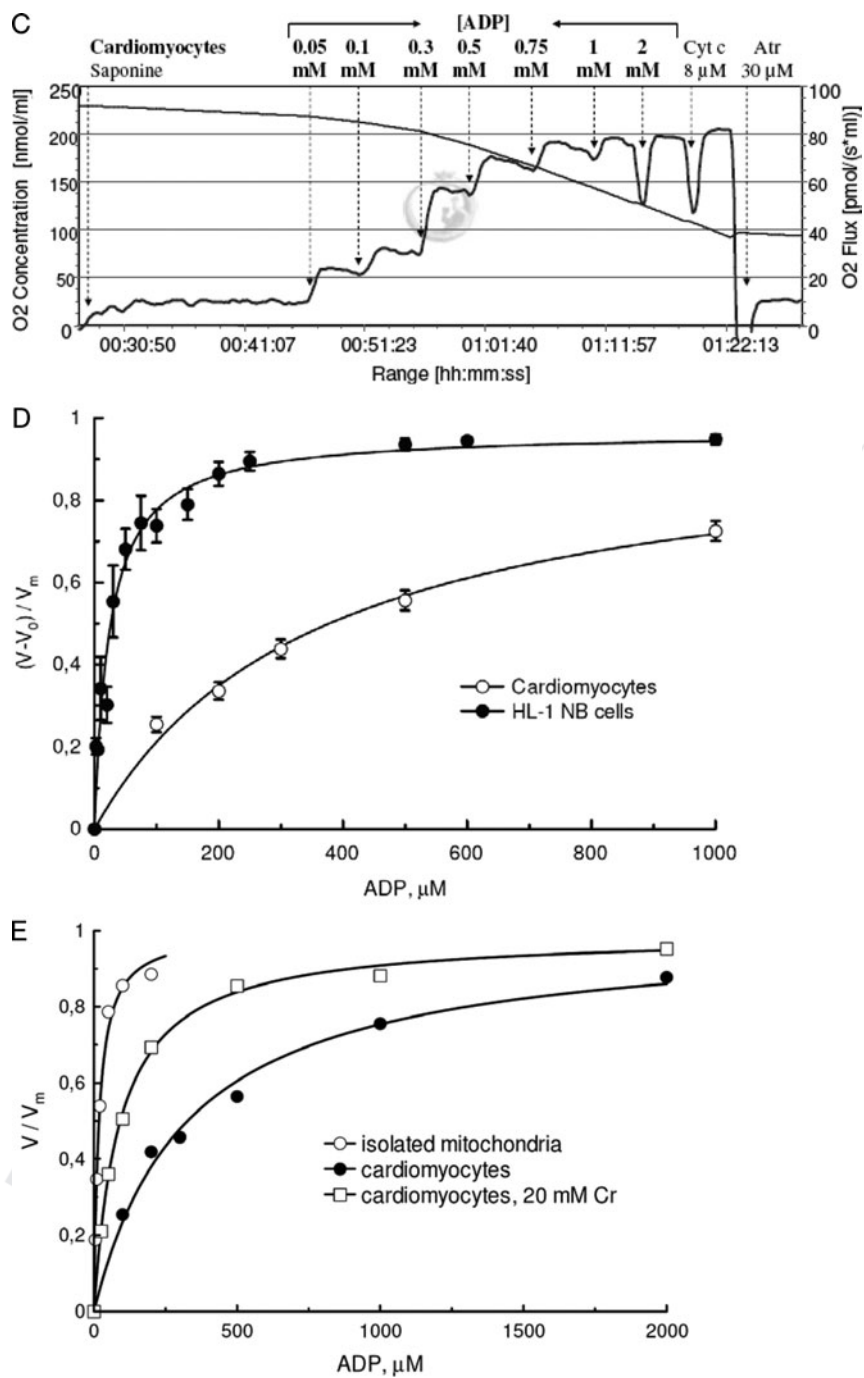 C
[ADP]
Cardiomyocytes 0.05 0.1 0.3 0.5 0.75 1 2 Cyt c Atr
Saponine mM mM mM mM mM mM mM 8 µM 30 µM
O2 Concentration [nmol/ml]
250
200
150
100
50
0
100
80
60
40
20
0
O2 Flux [pmol/(s*ml)]
00:30:50 00:41:07 00:51:23 01:01:40 01:11:57 01:22:13
Range [hh:mm:ss]
D
(V-V0) / Vm
1
0,8
0,6
0,4
0,2
0
Cardiomyocytes
HL-1 NB cells
0 200 400 600 800 1000
ADP, µM
E
V / Vm
1
0,8
0,6
0,4
0,2
0
isolated mitochondria
cardiomyocytes
cardiomyocytes, 20 mM Cr
0 500 1000 1500 2000
ADP, µM